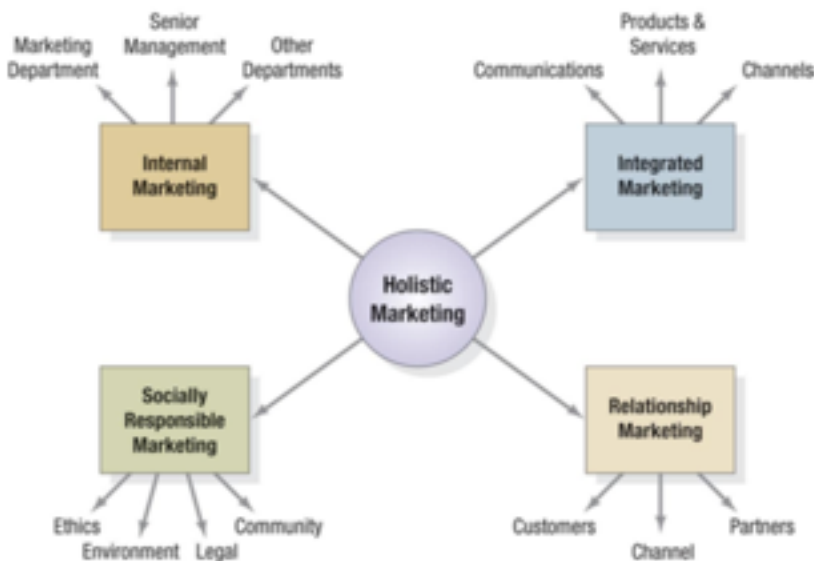 Senior
Management
Marketing
Department
Other
Departments
Internal
Marketing
Products &
Services
Communications
Channels
Integrated
Marketing
Holistic
Marketing
Socially
Responsible
Marketing
Ethics
Environment
Legal
Community
Relationship
Marketing
Customers
Channel
Partners